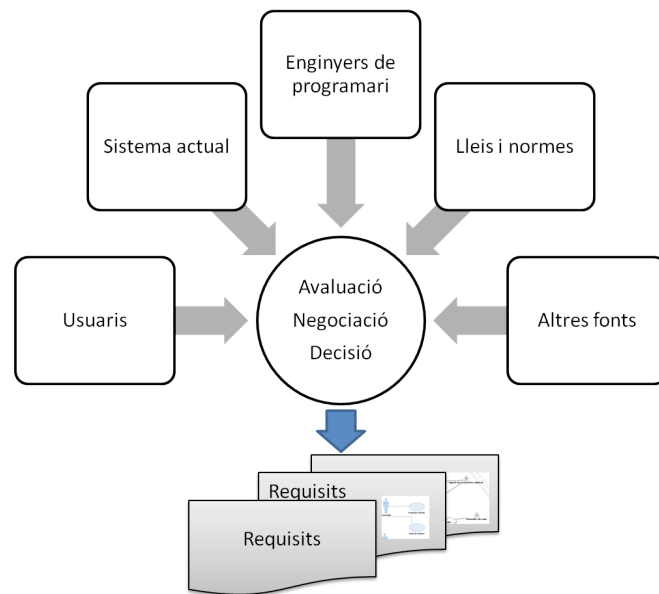 Enginyers de
programari
Sistema actual
Lleis i normes
Usuaris
Avaluació
Negociació
Decisió
Altres fonts
Requisits
Requisits